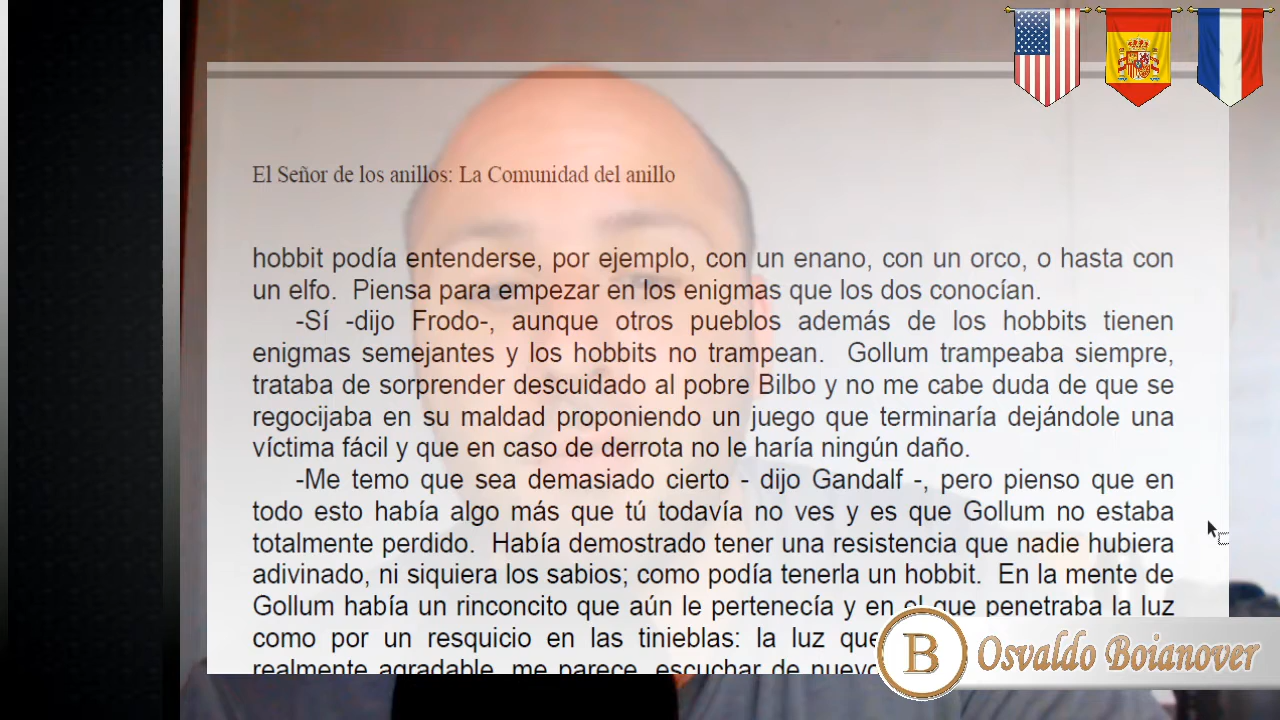 El Señor de los anillos: La Comunidad del anillo
hobbit podía entenderse, por ejemplo, con un enano, con un orco, o hasta con
un elfo. Piensa para empezar en los enigmas que los dos conocían.
-Sí -dijo Frodo-, aunque otros pueblos además de los hobbits tienen
enigmas semejantes y los hobbits no trampean. Gollum trampeaba siempre,
trataba de sorprender descuidado al pobre Bilbo y no me cabe duda de que se
regocijaba en su maldad proponiendo un juego que terminaría dejándole una
víctima fácil y que en caso de derrota no le haría ningún daño.
-Me temo que sea demasiado cierto - dijo Gandalf -, pero pienso que en
todo esto había algo más que tú todavía no ves y es que Gollum no estaba
totalmente perdido. Había demostrado tener una resistencia que nadie hubiera
adivinado, ni siquiera los sabios; como podía tenerla un hobbit. En la mente de
Gollum había un rinconcito que aún le pertenecía y en el que penetraba la luz
como por un resquicio en las tinieblas: la luz que
realmente agradable, me parece, escuchar de nuevo
B Osvaldo Boianover